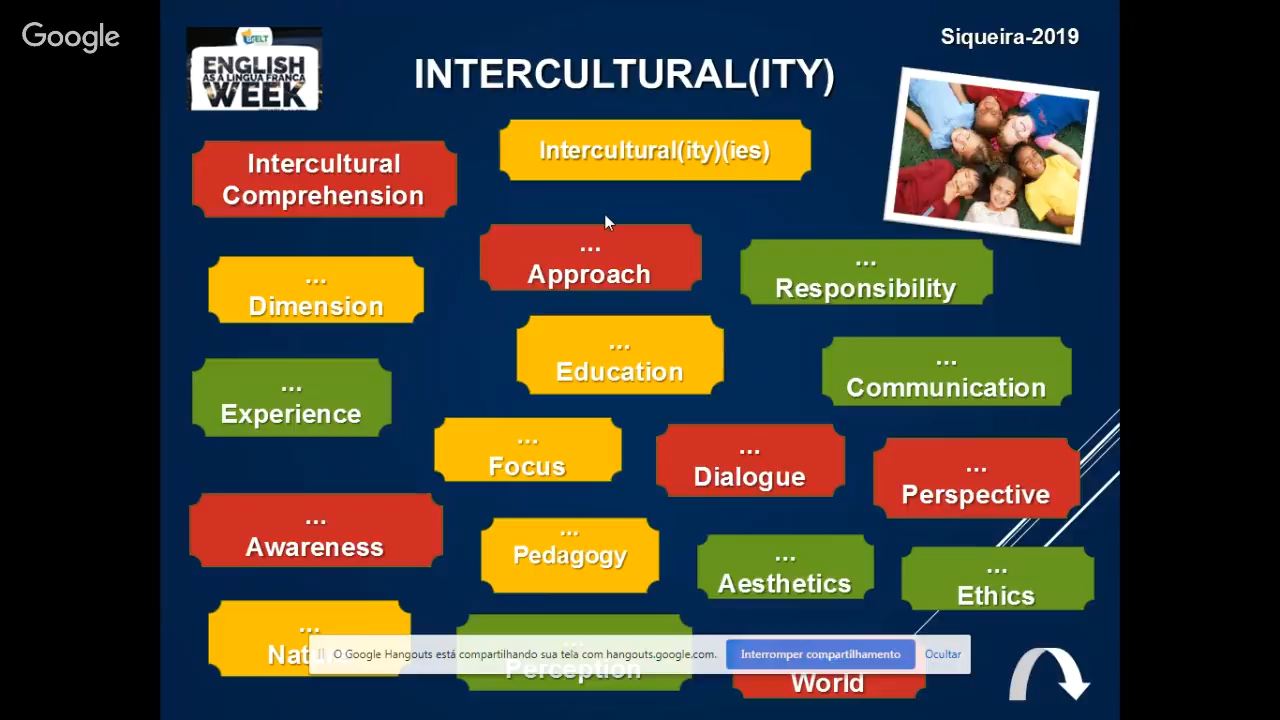 Google
Siqueira-2019
ELT
ENGLISH
AS A LINGUA FRANCA
WEEK
INTERCULTURAL(ITY)
Intercultural(ity)(ies)
Intercultural
Comprehension
...
Approach
...
Responsibility
...
Dimension
...
Education
...
Communication
...
Experience
...
Focus
...
Dialogue
...
Perspective
...
Awareness
...
Pedagogy
...
Aesthetics
...
Ethics
...
...
Perception
World
O Google Hangouts está compartilhando sua tela com hangouts.google.com.
Interromper compartilhamento
Ocultar